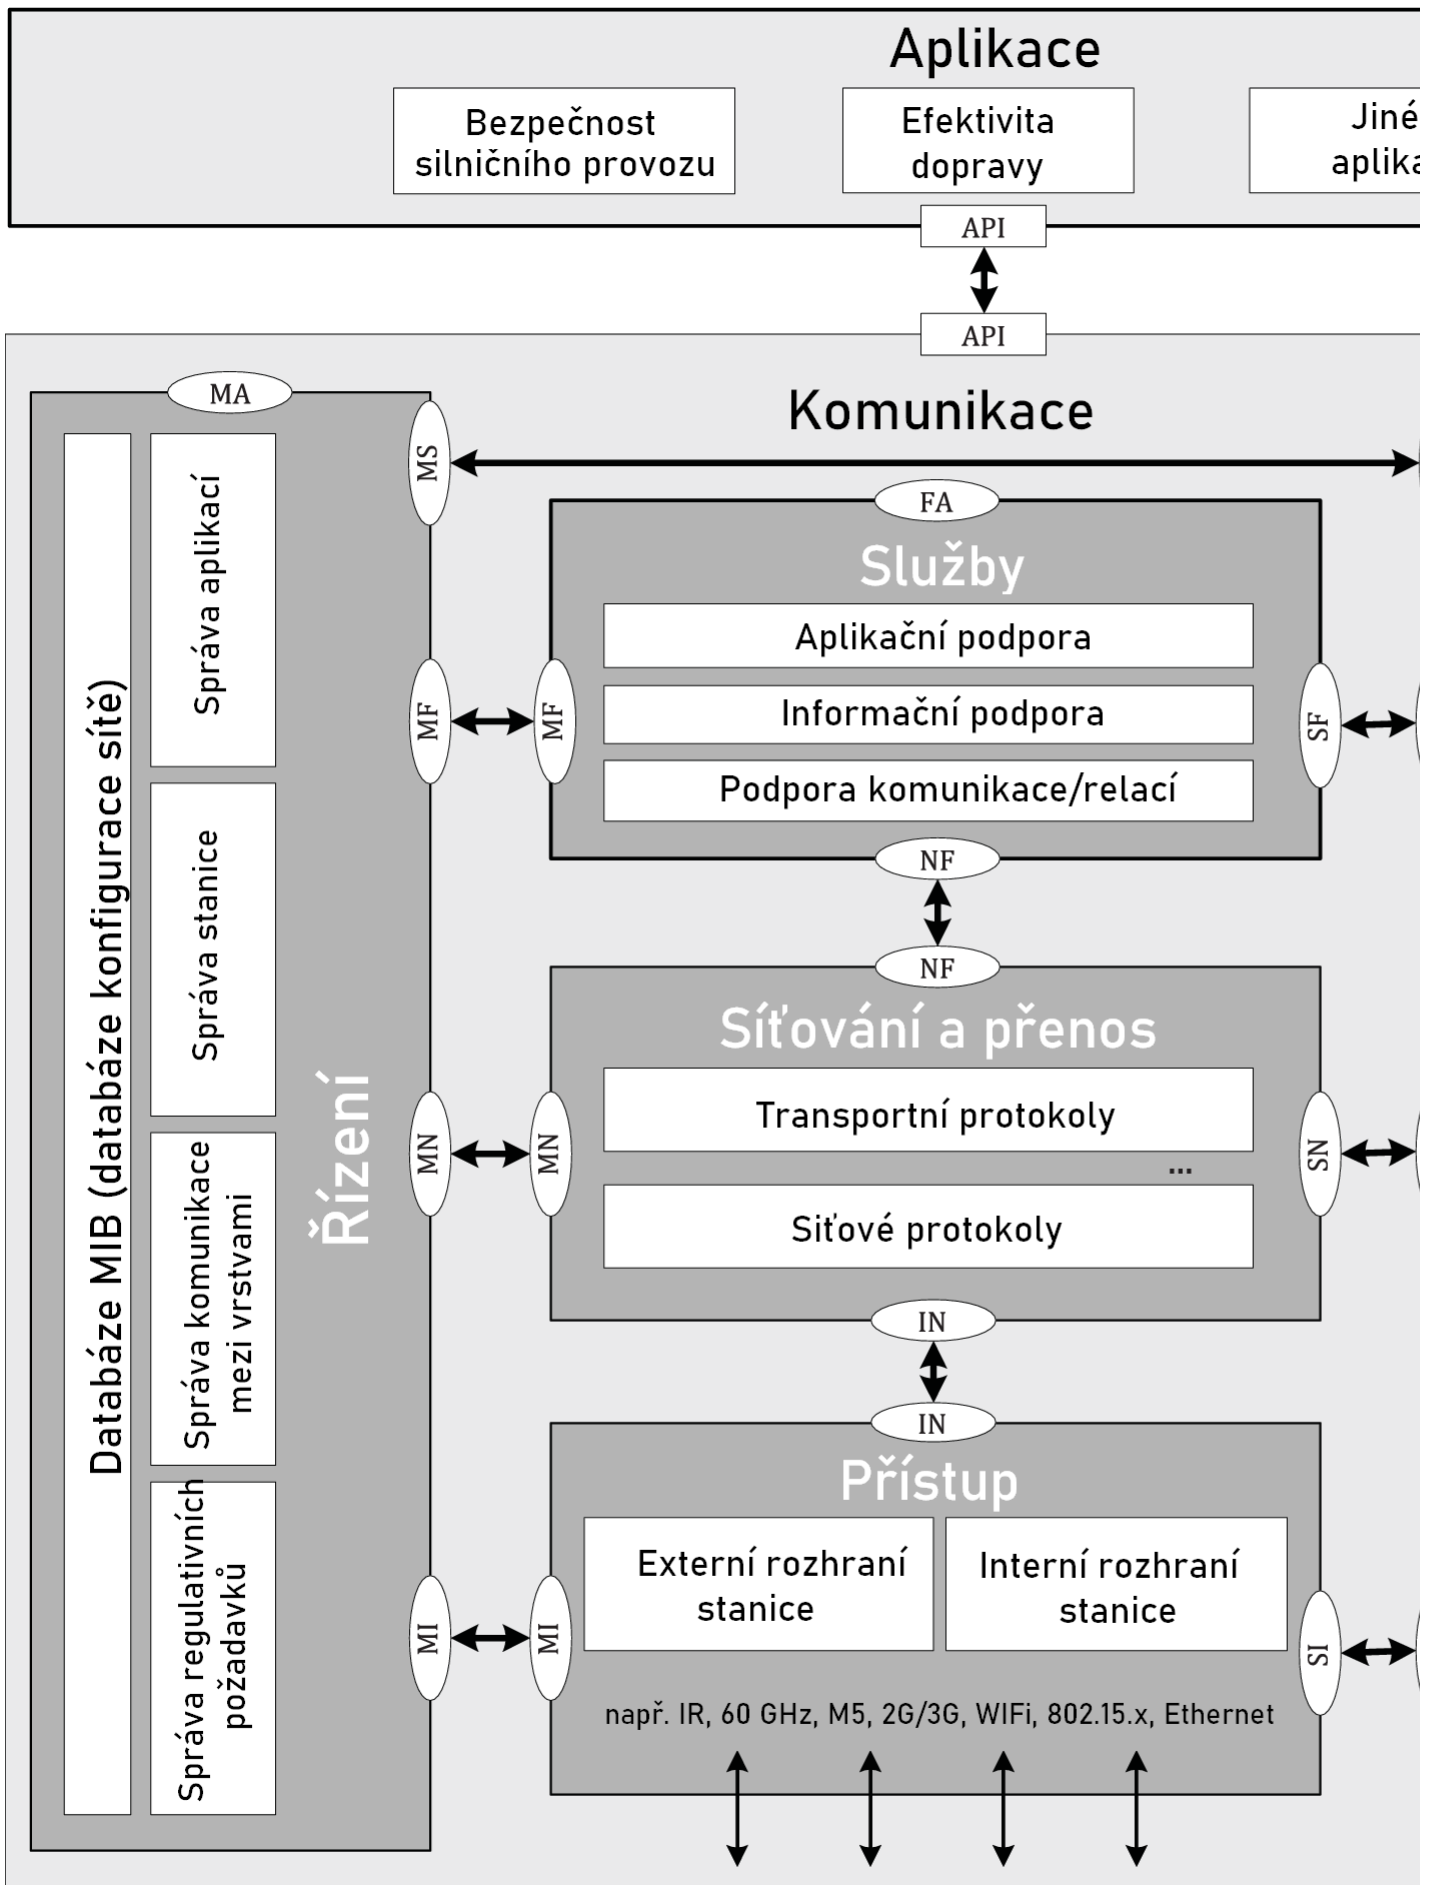 Aplikace
Bezpečnost
silničního provozu
Efektivita
dopravy
Jiné
API
API
Komunikace
MA
MS
Databáze MIB (databáze konfigurace sítě)
Správa aplikací
Správa stanice
Správa komunikace
mezi vrstvami
Správa regulativních
požadavků
Řízení
FA
Služby
Aplikační podpora
Informační podpora
Podpora komunikace/relací
MF
MF
SF
NF
NF
Síťování a přenos
Transportní protokoly
...
Siťové protokoly
MN
MN
SN
IN
IN
Přístup
Externí rozhraní
stanice
Interní rozhraní
stanice
MI
MI
SI
např. IR, 60 GHz, M5, 2G/3G, WIFi, 802.15.x, Ethernet